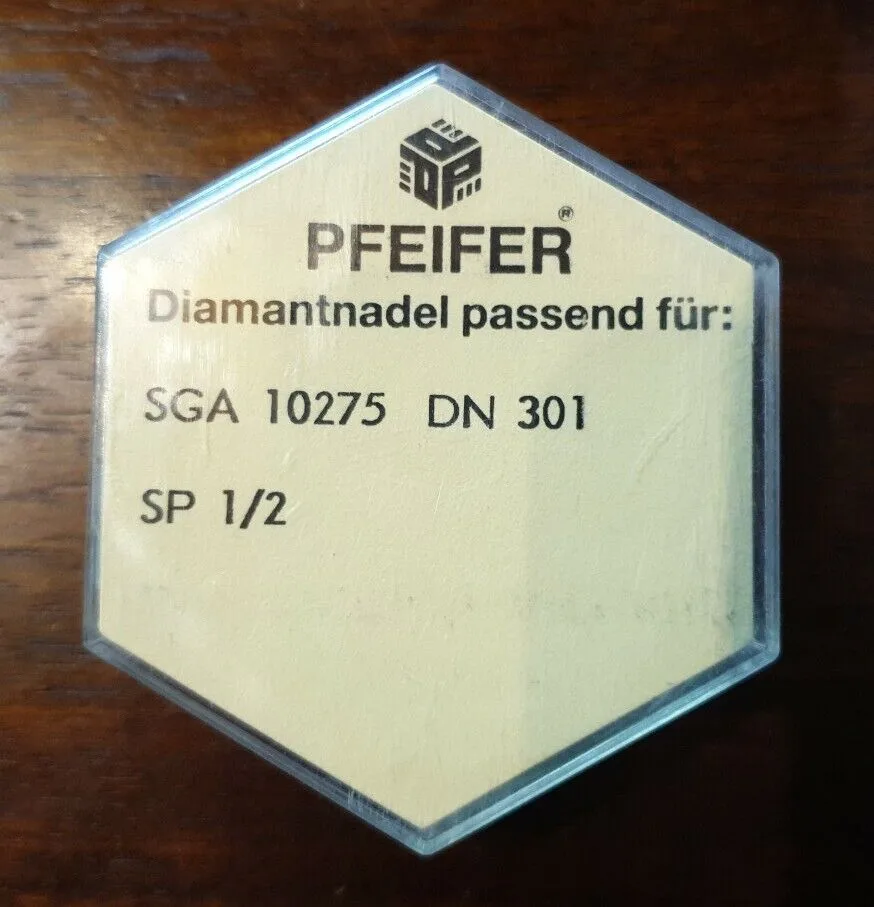 PFEIFER®
Diamantnadel passend für:
SGA 10275 DN 301
SP 1/2